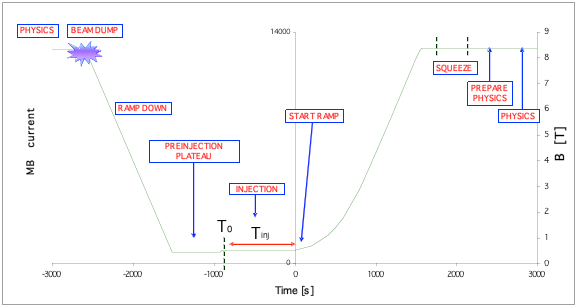 PHYSICS
BEAM DUMP
14000
9
8
7
6
5
4
3
2
1
0
SQUEEZE
PREPARE
PHYSICS
PHYSICS
RAMP DOWN
START RAMP
PREINJECTION
PLATEAU
INJECTION
T0
Tinj
0
MB current
B [T]
-3000
-2000
-1000
0
1000
2000
3000
Time [s]